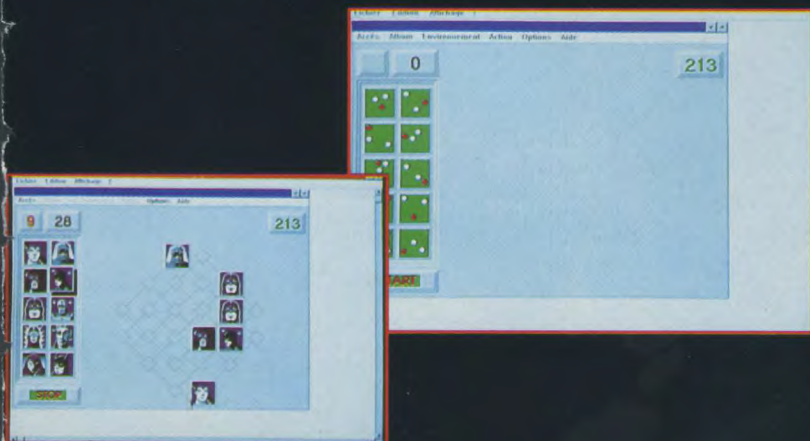 Fichier Edition Affichage ?
Accès Album Environnement Action Options Aide
0 213
START
Fichier Edition Affichage ?
Accès Options Aide
9 28 213
STOP